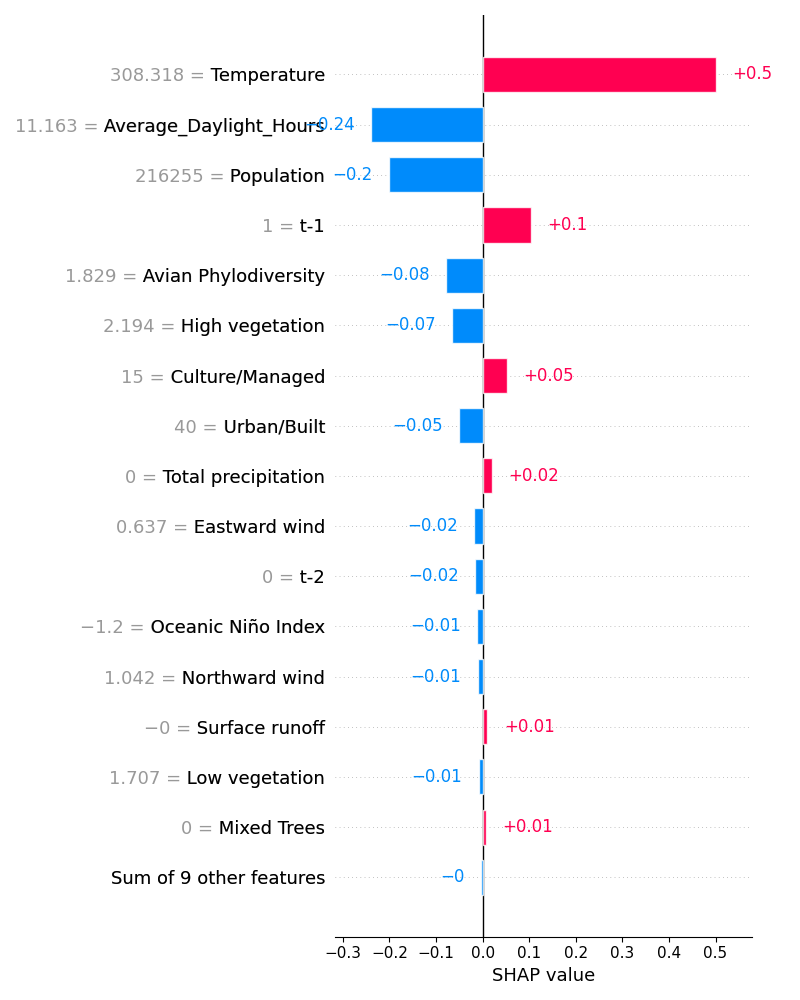 308.318 = Temperature +0.5
11.163 = Average_Daylight_Hours −0.24
216255 = Population −0.2
1 = t-1 +0.1
1.829 = Avian Phylodiversity −0.08
2.194 = High vegetation −0.07
15 = Culture/Managed +0.05
40 = Urban/Built −0.05
0 = Total precipitation +0.02
0.637 = Eastward wind −0.02
0 = t-2 −0.02
−1.2 = Oceanic Niño Index −0.01
1.042 = Northward wind −0.01
−0 = Surface runoff +0.01
1.707 = Low vegetation −0.01
0 = Mixed Trees +0.01
Sum of 9 other features −0
−0.3 −0.2 −0.1 0.0 0.1 0.2 0.3 0.4 0.5
SHAP value